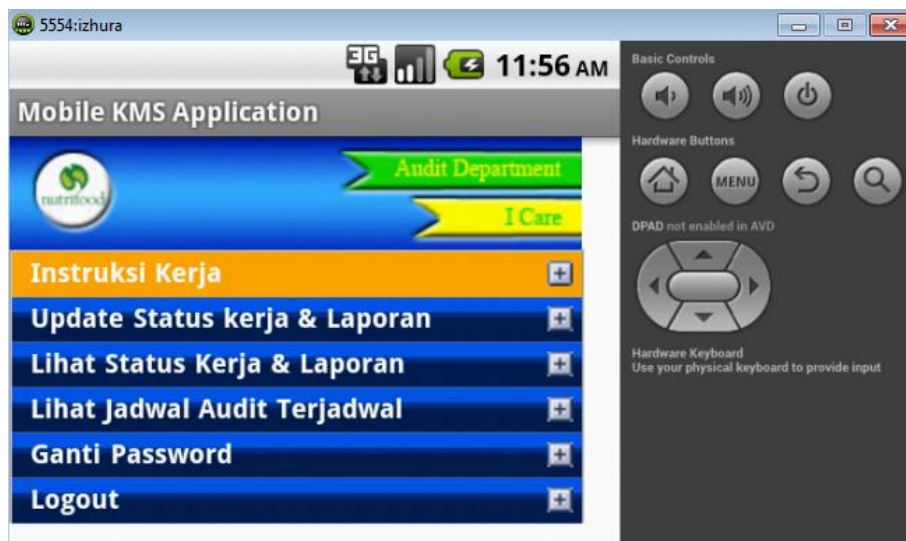 5554:izhura
3G 11:56 AM
Mobile KMS Application
nutrifood
Audit Department
I Care
Instruksi Kerja
Update Status kerja & Laporan
Lihat Status Kerja & Laporan
Lihat Jadwal Audit Terjadwal
Ganti Password
Logout
Basic Controls
Hardware Buttons
MENU
DPAD not enabled in AVD
Hardware Keyboard
Use your physical keyboard to provide input